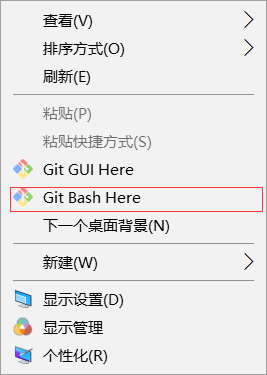 查看(V)
排序方式(O)
刷新(E)
粘贴(P)
粘贴快捷方式(S)
Git GUI Here
Git Bash Here
下一个桌面背景(N)
新建(W)
显示设置(D)
显示管理
个性化(R)